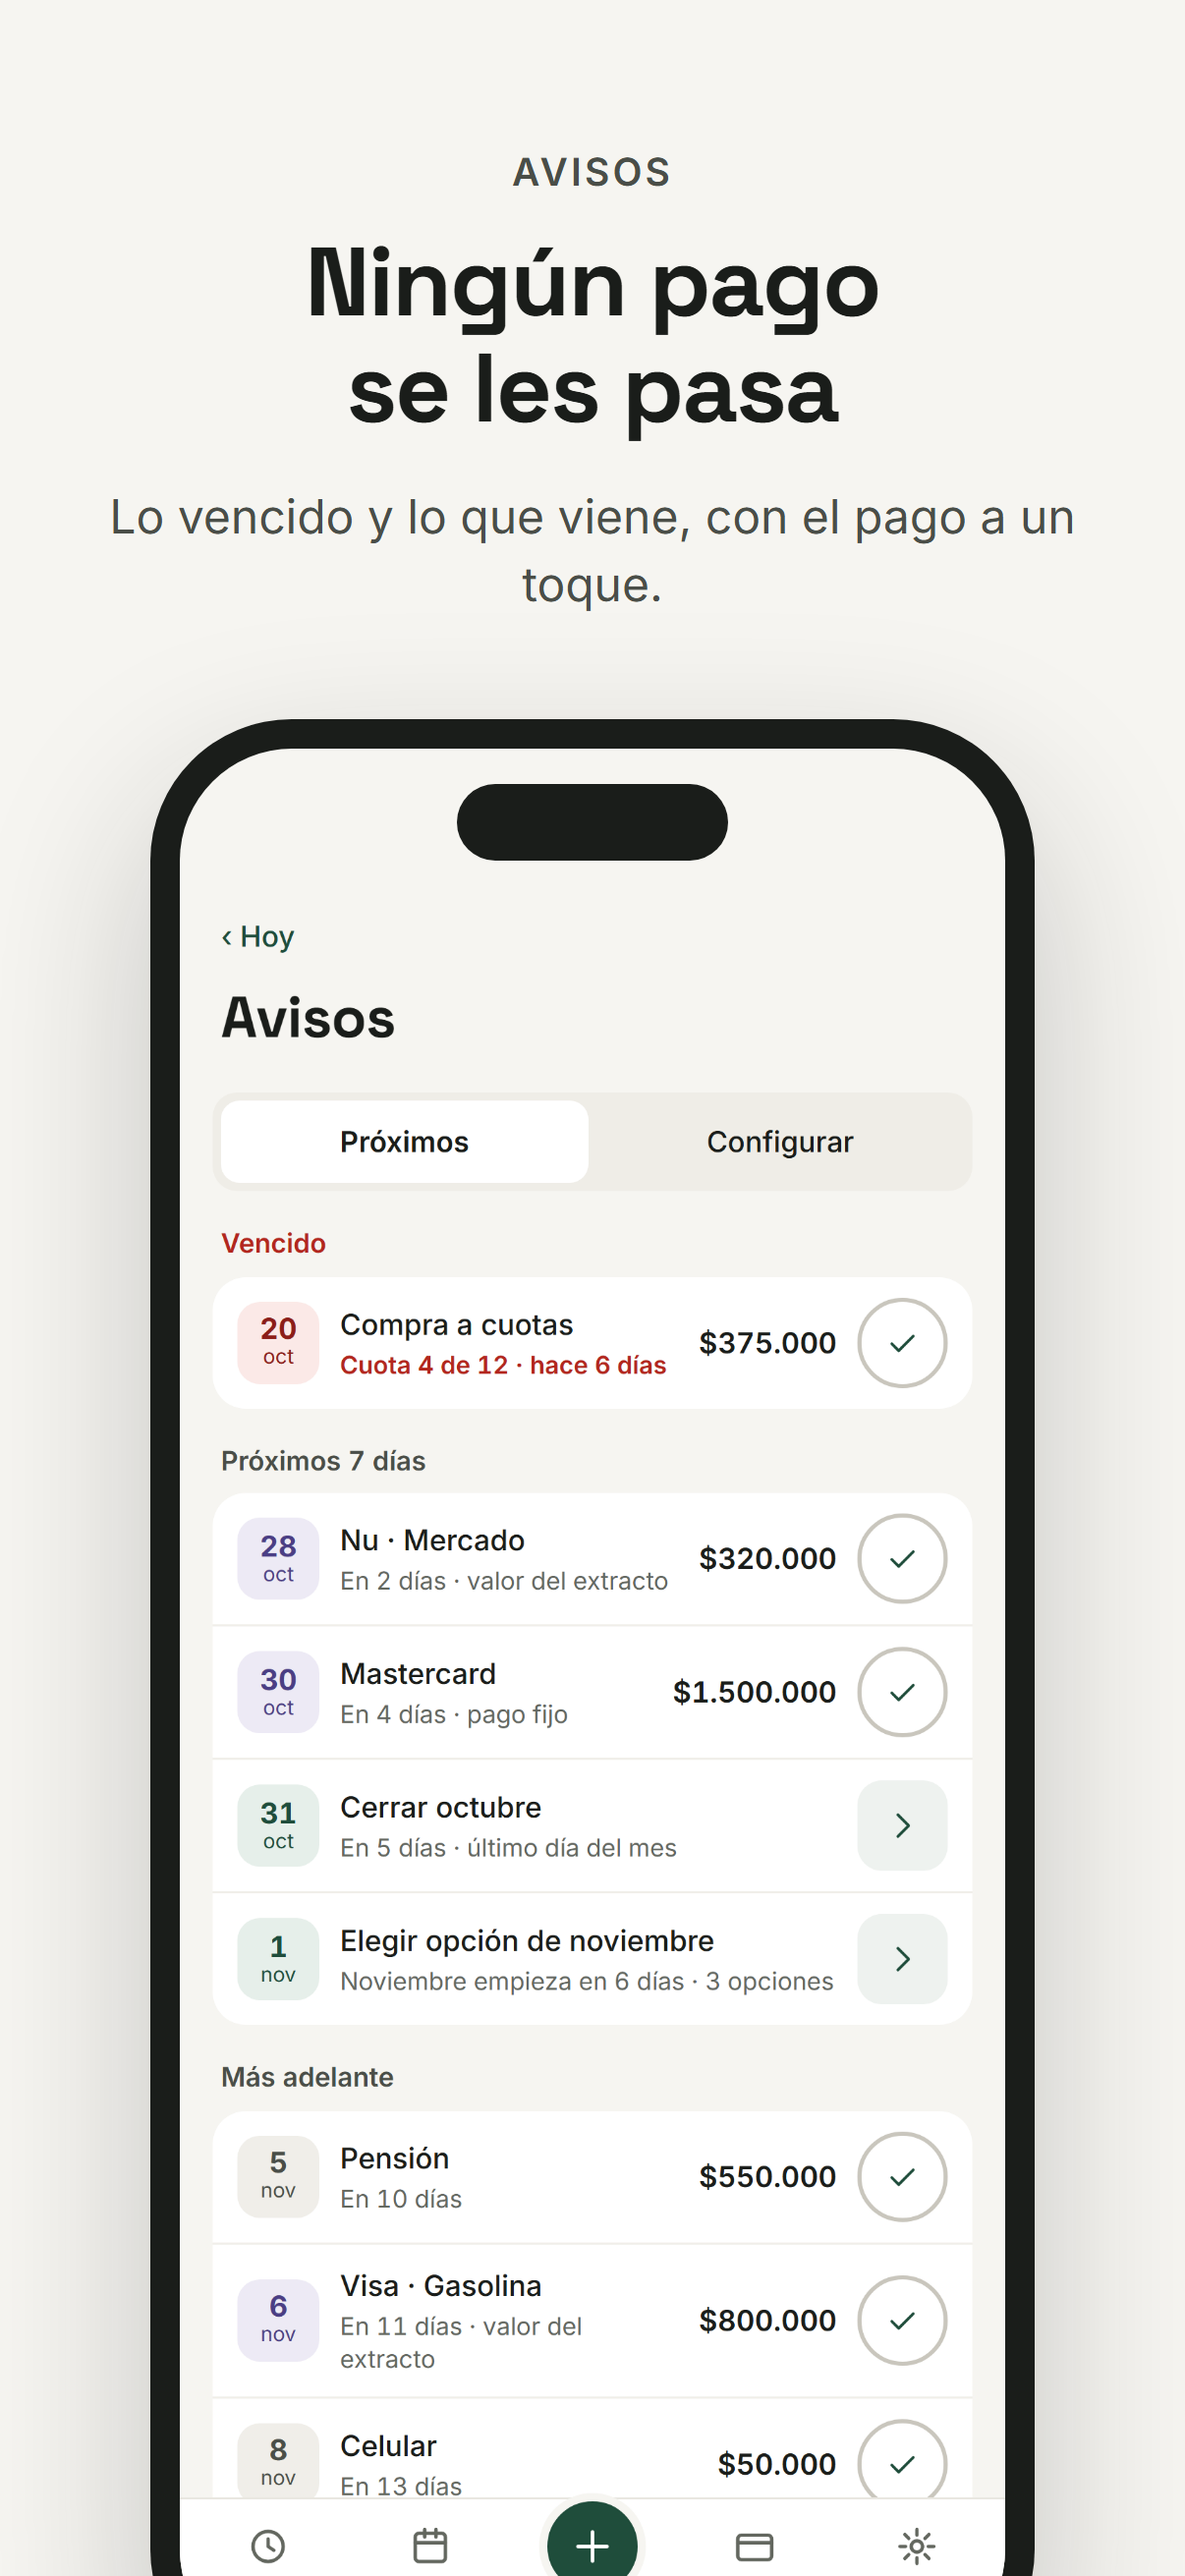 AVISOS
Ningún pago
se les pasa
Lo vencido y lo que viene, con el pago a un
toque.
‹ Hoy
Avisos
Próximos
Configurar
Vencido
20
oct
Compra a cuotas
Cuota 4 de 12 · hace 6 días
$375.000
Próximos 7 días
28
oct
Nu · Mercado
En 2 días · valor del extracto
$320.000
30
oct
Mastercard
En 4 días · pago fijo
$1.500.000
31
oct
Cerrar octubre
En 5 días · último día del mes
1
nov
Elegir opción de noviembre
Noviembre empieza en 6 días · 3 opciones
Más adelante
5
nov
Pensión
En 10 días
$550.000
6
nov
Visa · Gasolina
En 11 días · valor del
extracto
$800.000
8
nov
Celular
En 13 días
$50.000